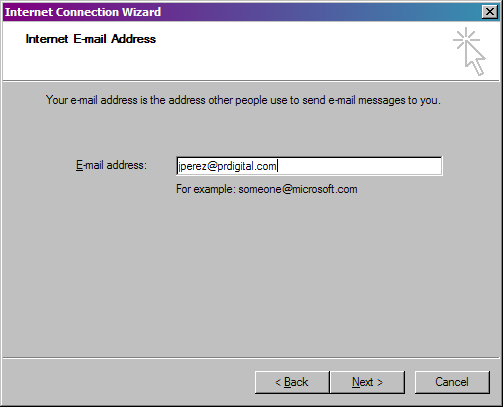 Internet Connection Wizard
Internet E-mail Address
Your e-mail address is the address other people use to send e-mail messages to you.
E-mail address: jperez@prdigital.com
For example: someone@microsoft.com
< Back Next > Cancel